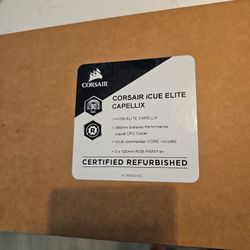 CORSAIR
CORSAIR iCUE ELITE
CAPELLIX
H150i ELITE CAPELLIX
360mm Extreme Performance
Liquid CPU Cooler
iCUE commander CORE included
3 x 120mm RGB PWM Fan
90
R
CERTIFIED REFURBISHED